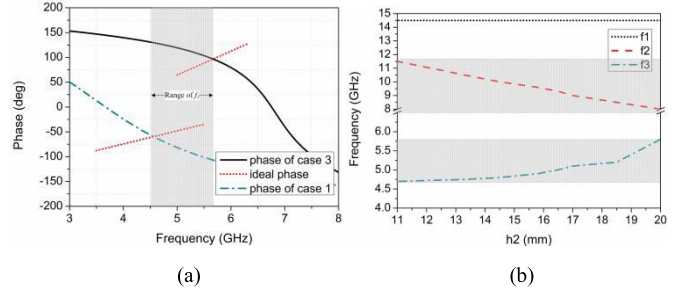 200
150
100
50
0
-50
-100
-150
-200
3
4
5
6
7
8
Phase (deg)
Frequency (GHz)
Range of
phase of case 3
ideal phase
phase of case 1
(a)
15
14
13
12
11
10
9
8
6.0
5.5
5.0
4.5
4.0
11
12
13
14
15
16
17
18
19
20
Frequency (GHz)
h2 (mm)
f1
f2
f3
(b)